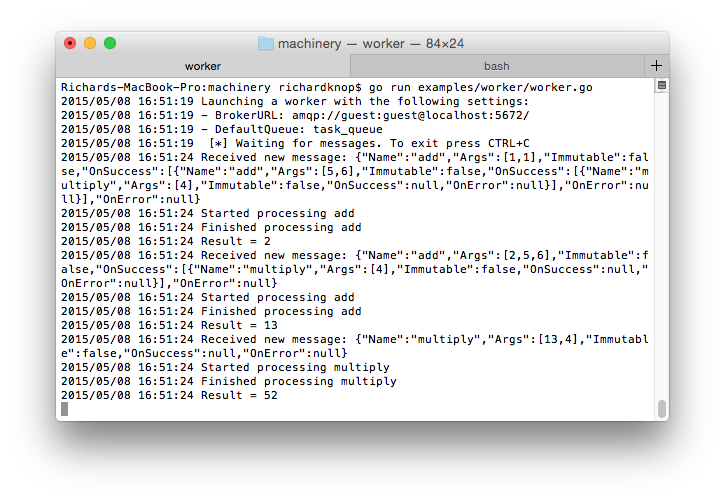 machinery — worker — 84×24
worker
bash
Richards-MacBook-Pro:machinery richardknop$ go run examples/worker/worker.go
2015/05/08 16:51:19 Launching a worker with the following settings:
2015/05/08 16:51:19 - BrokerURL: amqp://guest:guest@localhost:5672/
2015/05/08 16:51:19 - DefaultQueue: task_queue
2015/05/08 16:51:19  [*] Waiting for messages. To exit press CTRL+C
2015/05/08 16:51:24 Received new message: {"Name":"add","Args":[1,1],"Immutable":fal
se,"OnSuccess":[{"Name":"add","Args":[5,6],"Immutable":false,"OnSuccess":[{"Name":"m
ultiply","Args":[4],"Immutable":false,"OnSuccess":null,"OnError":null}],"OnError":nu
ll}],"OnError":null}
2015/05/08 16:51:24 Started processing add
2015/05/08 16:51:24 Finished processing add
2015/05/08 16:51:24 Result = 2
2015/05/08 16:51:24 Received new message: {"Name":"add","Args":[2,5,6],"Immutable":f
alse,"OnSuccess":[{"Name":"multiply","Args":[4],"Immutable":false,"OnSuccess":null,"
OnError":null}],"OnError":null}
2015/05/08 16:51:24 Started processing add
2015/05/08 16:51:24 Finished processing add
2015/05/08 16:51:24 Result = 13
2015/05/08 16:51:24 Received new message: {"Name":"multiply","Args":[13,4],"Immutabl
e":false,"OnSuccess":null,"OnError":null}
2015/05/08 16:51:24 Started processing multiply
2015/05/08 16:51:24 Finished processing multiply
2015/05/08 16:51:24 Result = 52